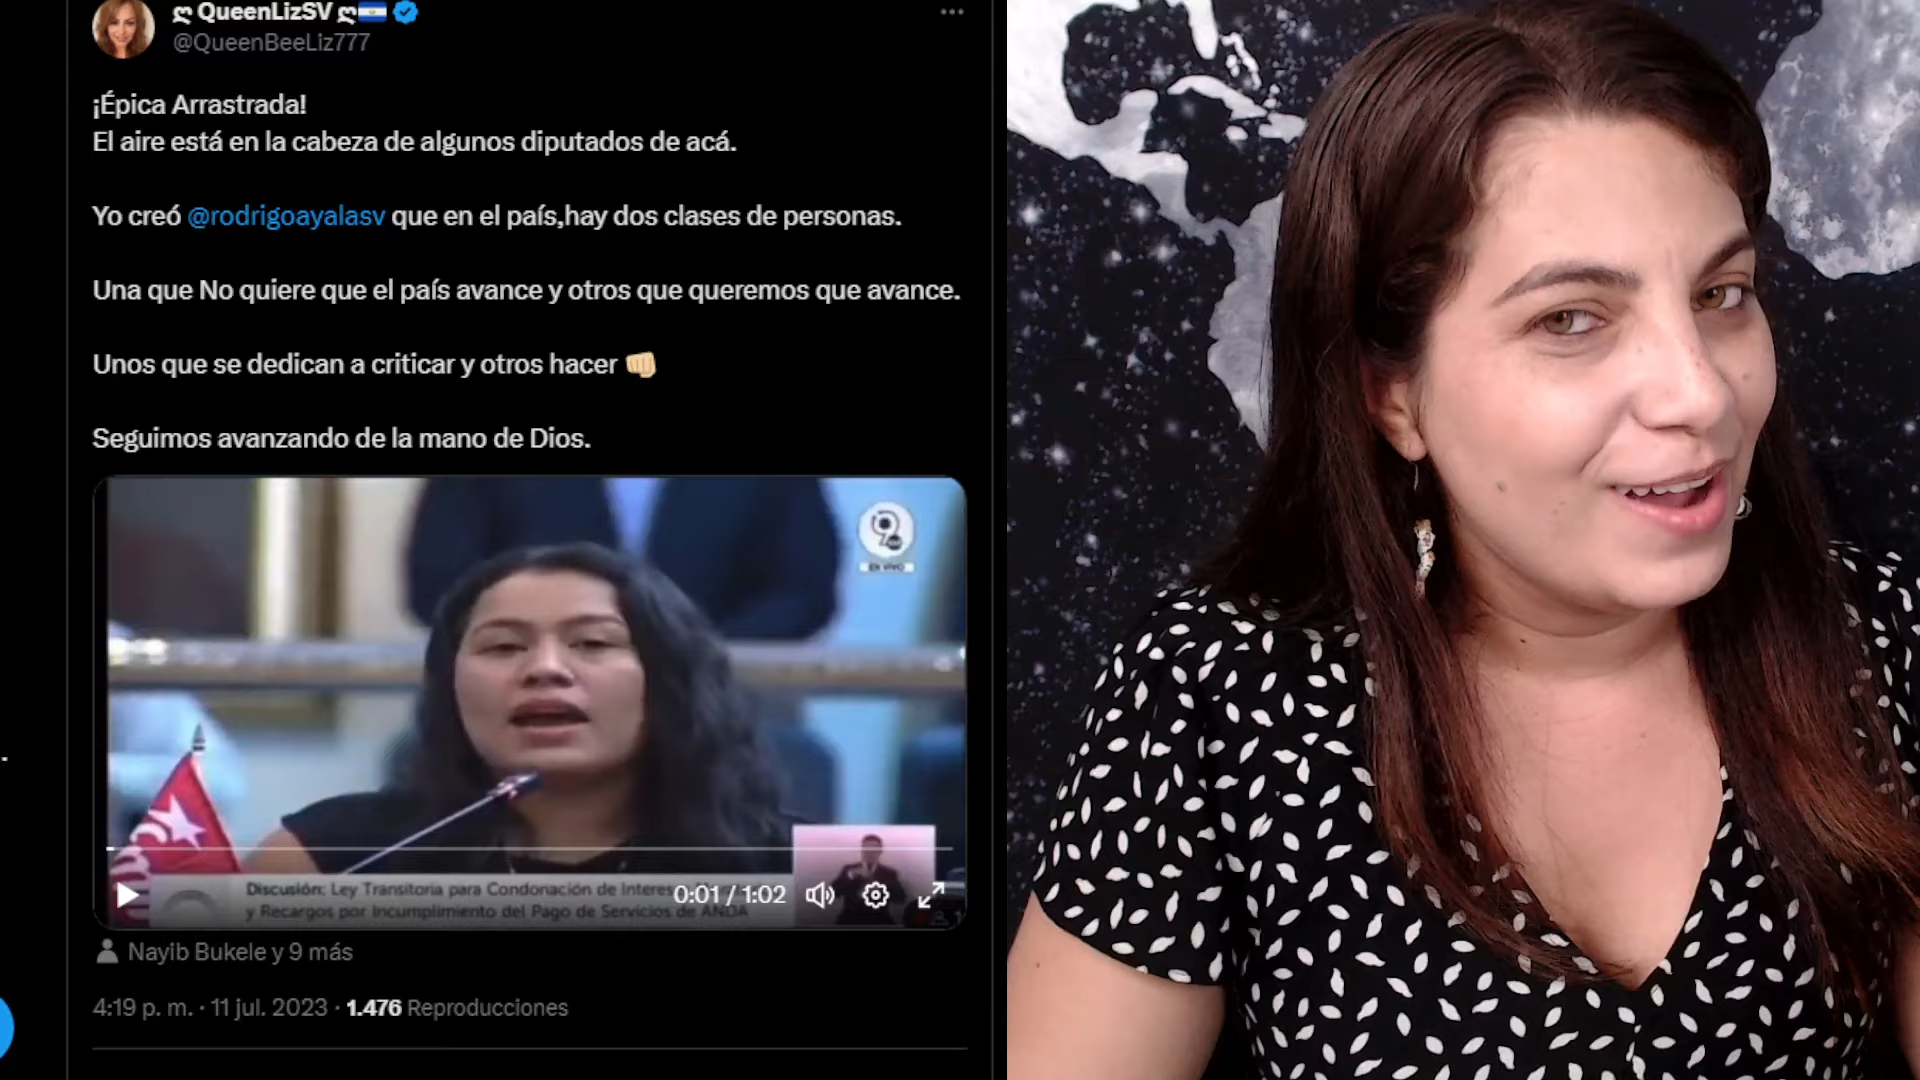 ღ QueenLizSV ღ
@QueenBeeLiz777
¡Épica Arrastrada!
El aire está en la cabeza de algunos diputados de acá.
Yo creó @rodrigoayalasv que en el país,hay dos clases de personas.
Una que No quiere que el país avance y otros que queremos que avance.
Unos que se dedican a criticar y otros hacer
Seguimos avanzando de la mano de Dios.
EN VIVO
Discusión: Ley Transitoria para Condonación de Interes
0:01 / 1:02
y Recargos por Incumplimiento del Pago de Servicios de ANDA
Nayib Bukele y 9 más
4:19 p. m. · 11 jul. 2023 · 1.476 Reproducciones